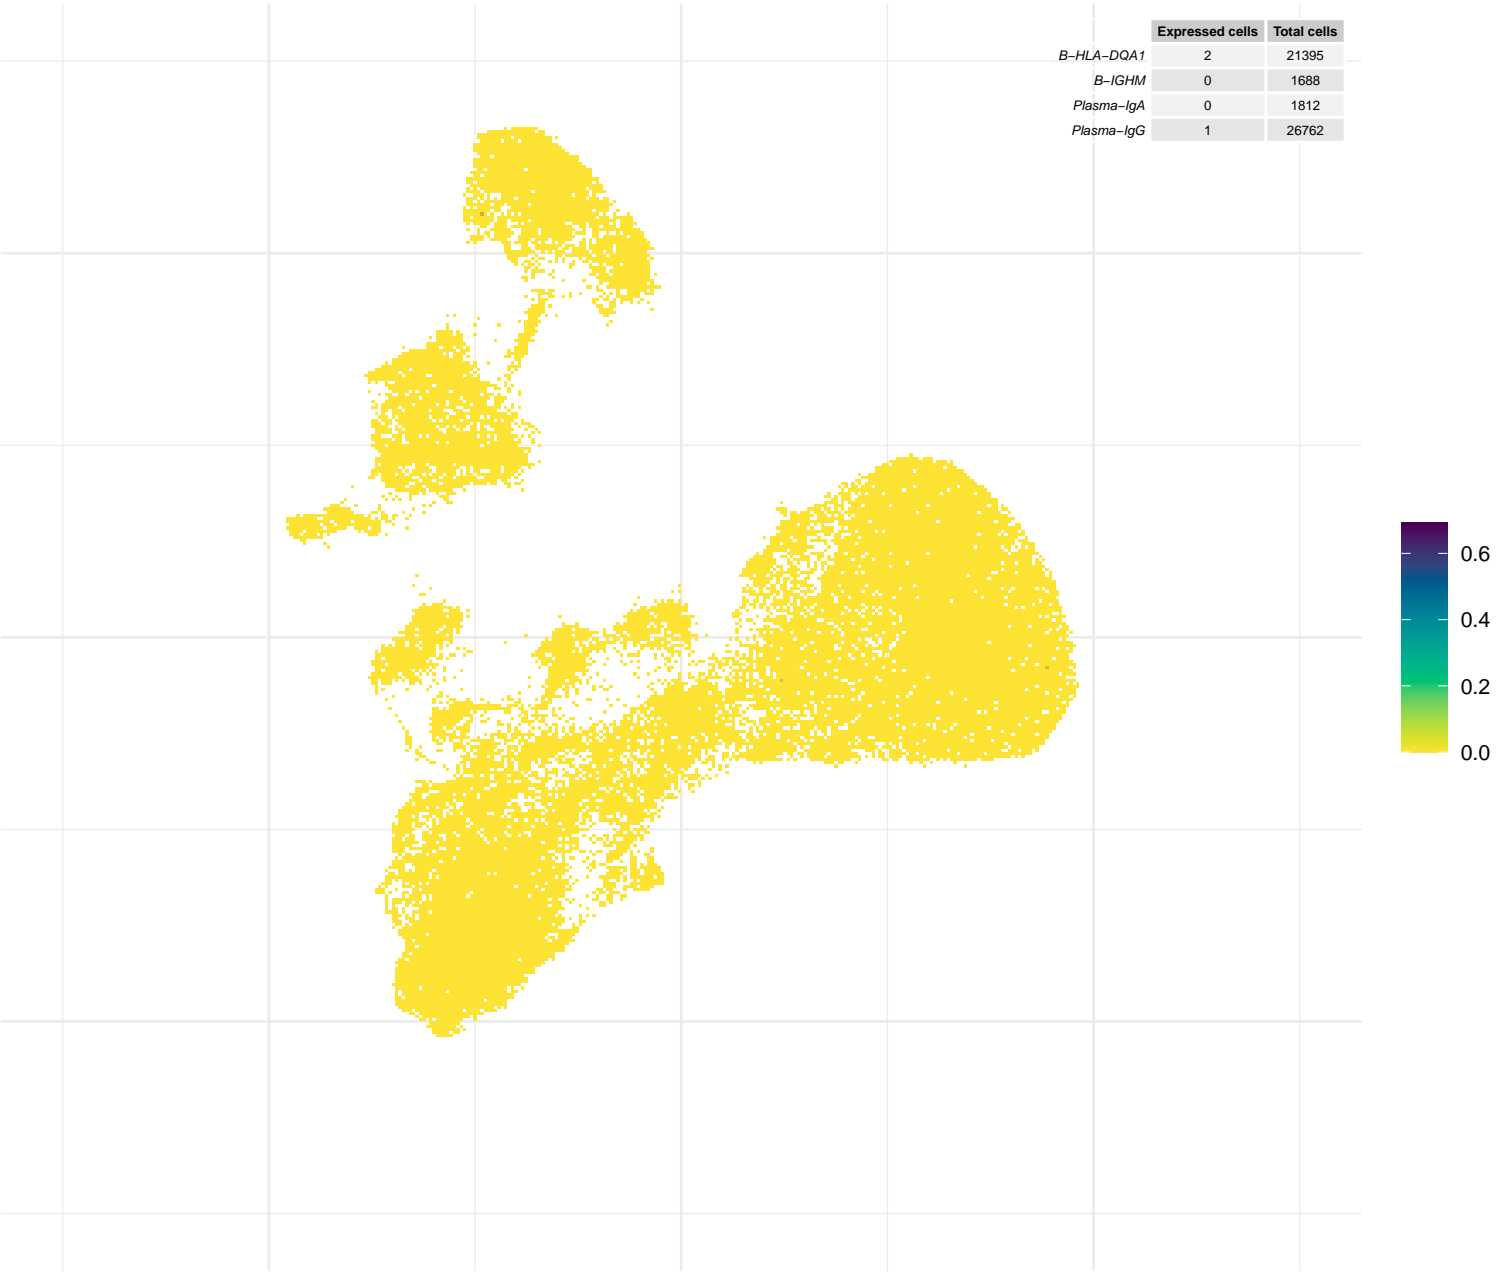 Expressed cells Total cells
B−HLA−DQA1 2 21395
B−IGHM 0 1688
Plasma−IgA 0 1812
Plasma−IgG 1 26762
0.6
0.4
0.2
0.0